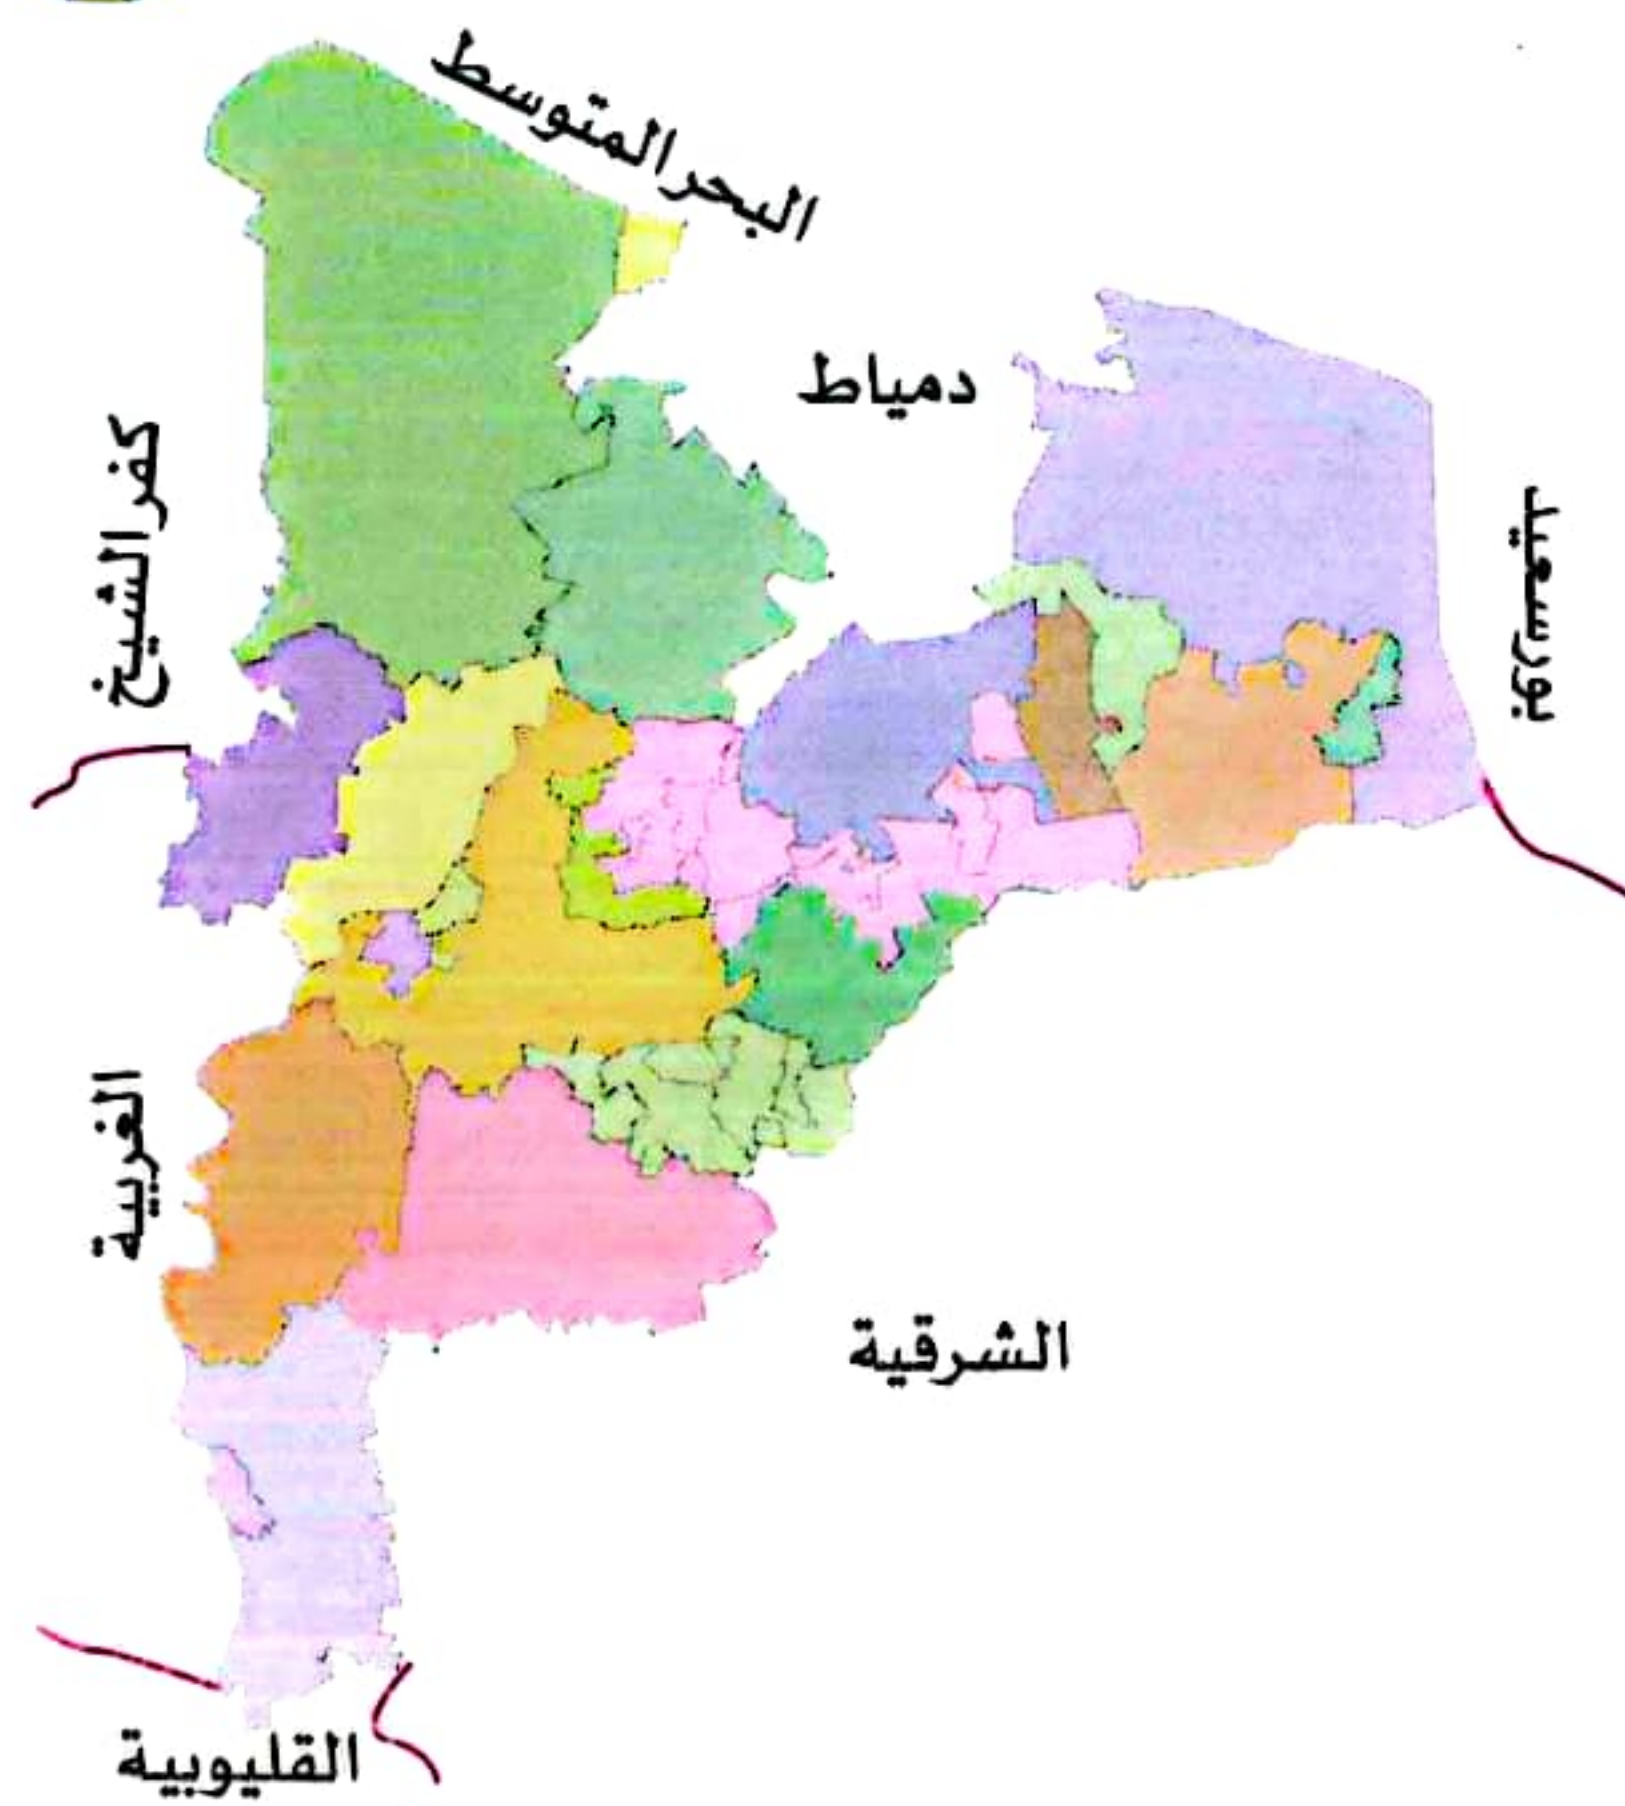 البحر المتوسط
دمياط
كفر الشيخ
بورسعيد
الغربية
الشرقية
القليوبية